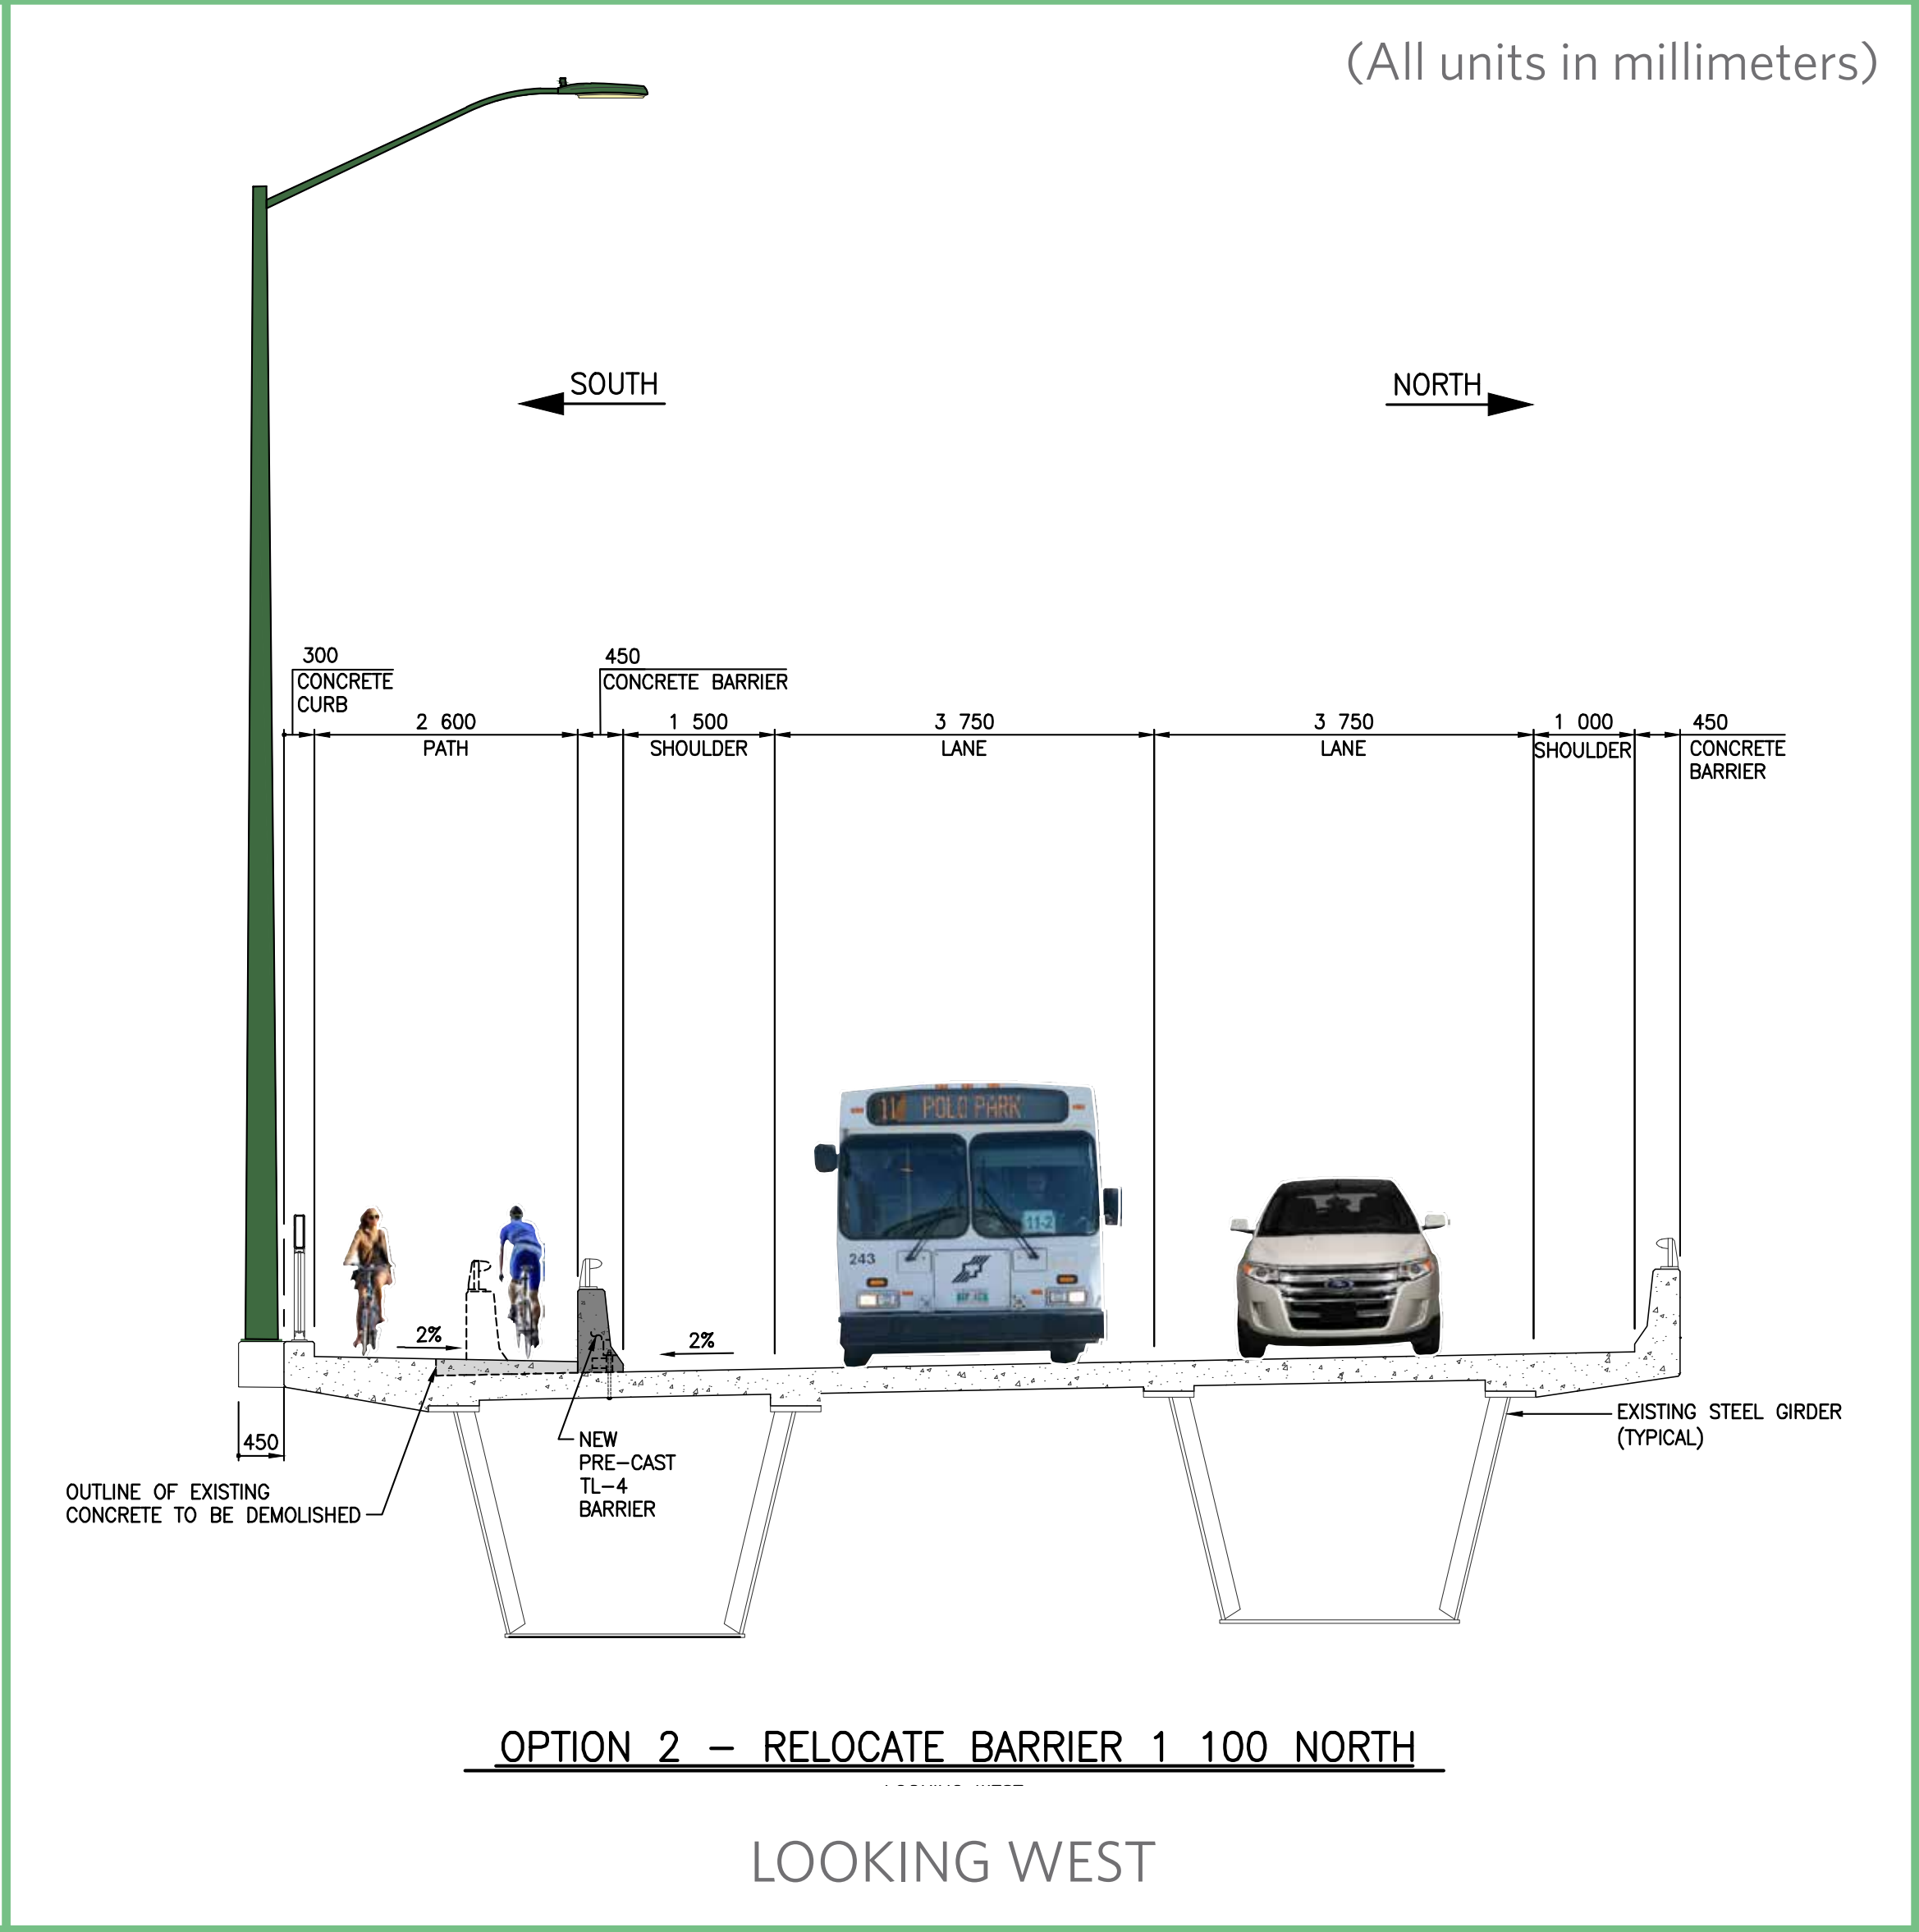 (All units in millimeters)
SOUTH
NORTH
300
CONCRETE
CURB
450
CONCRETE BARRIER
2 600
PATH
1 500
SHOULDER
3 750
LANE
3 750
LANE
1 000
SHOULDER
450
CONCRETE
BARRIER
POLO PARK
11-2
243
2%
2%
450
OUTLINE OF EXISTING
CONCRETE TO BE DEMOLISHED
NEW
PRE-CAST
TL-4
BARRIER
EXISTING STEEL GIRDER
(TYPICAL)
OPTION 2 - RELOCATE BARRIER 1 100 NORTH
LOOKING WEST